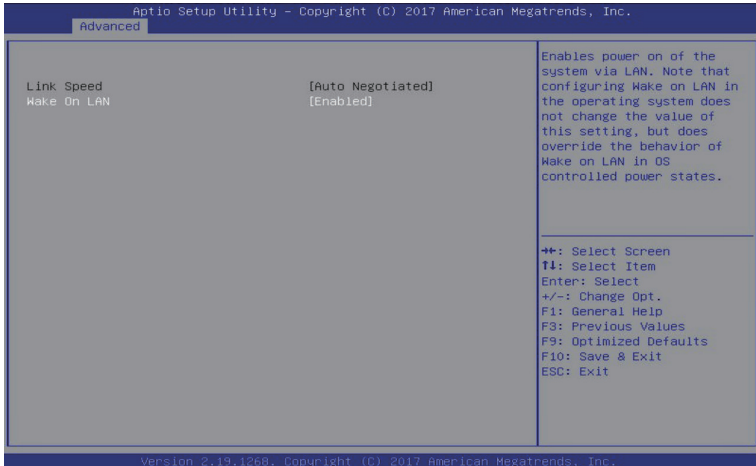 Aptio Setup Utility – Copyright (C) 2017 American Megatrends, Inc.
Advanced
Link Speed [Auto Negotiated]
Wake On LAN [Enabled]
Enables power on of the
system via LAN. Note that
configuring Wake on LAN in
the operating system does
not change the value of
this setting, but does
override the behavior of
Wake on LAN in OS
controlled power states.
→←: Select Screen
↑↓: Select Item
Enter: Select
+/-: Change Opt.
F1: General Help
F3: Previous Values
F9: Optimized Defaults
F10: Save & Exit
ESC: Exit
Version 2.19.1268. Copyright (C) 2017 American Megatrends, Inc.